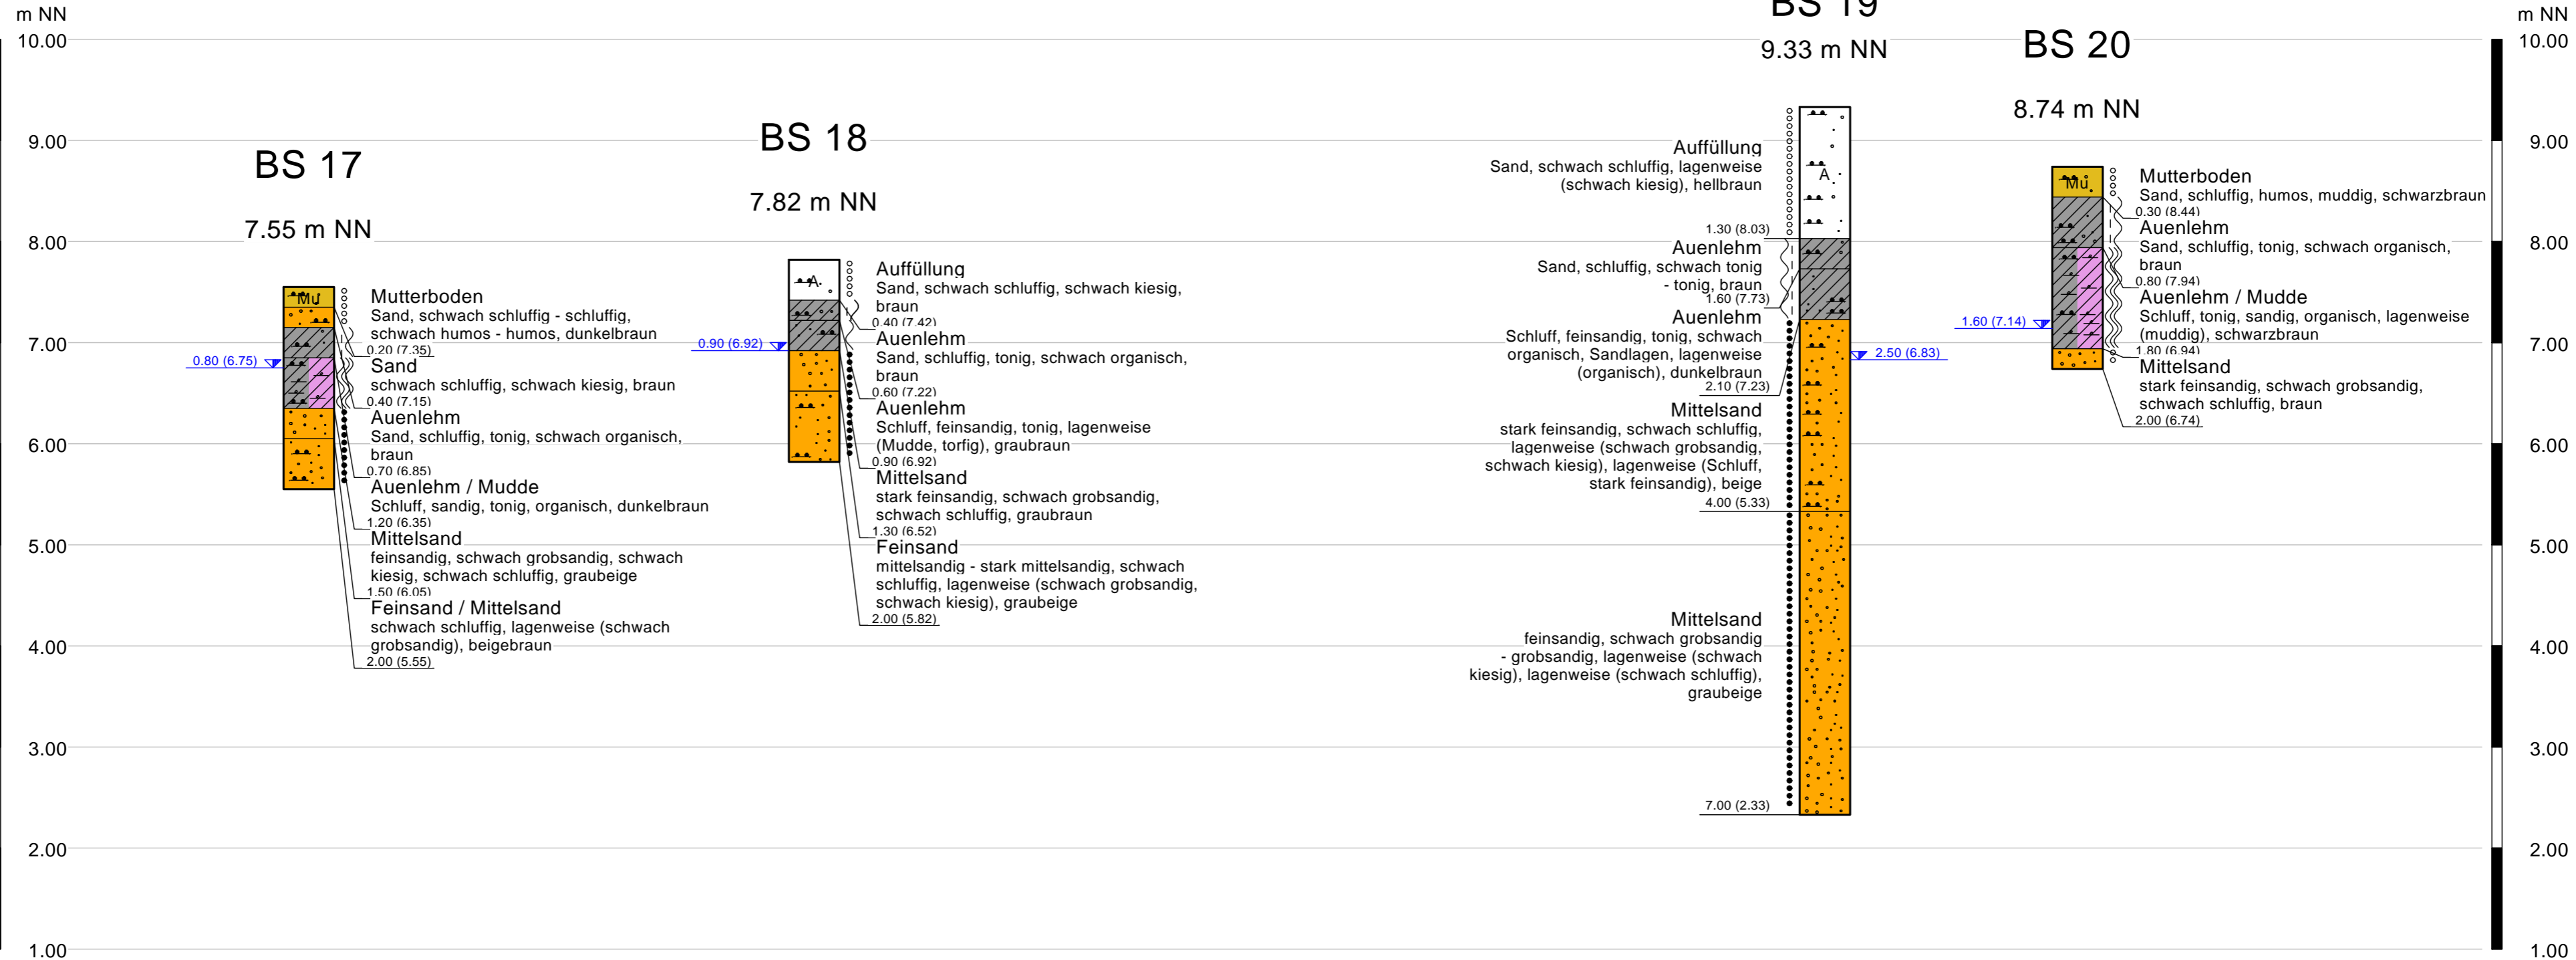 m NN
10.00
9.00
8.00
7.00
6.00
5.00
4.00
3.00
2.00
1.00
BS 17
7.55 m NN
Mu
0.80 (6.75)
Mutterboden
Sand, schwach schluffig - schluffig,
schwach humos - humos, dunkelbraun
0.20 (7.35)
Sand
schwach schluffig, schwach kiesig, braun
0.40 (7.15)
Auenlehm
Sand, schluffig, tonig, schwach organisch,
braun
0.70 (6.85)
Auenlehm / Mudde
Schluff, sandig, tonig, organisch, dunkelbraun
1.20 (6.35)
Mittelsand
feinsandig, schwach grobsandig, schwach
kiesig, schwach schluffig, graubeige
1.50 (6.05)
Feinsand / Mittelsand
schwach schluffig, lagenweise (schwach
grobsandig), beigebraun
2.00 (5.55)
BS 18
7.82 m NN
A
0.90 (6.92)
Auffüllung
Sand, schwach schluffig, schwach kiesig,
braun
0.40 (7.42)
Auenlehm
Sand, schluffig, tonig, schwach organisch,
braun
0.60 (7.22)
Auenlehm
Schluff, feinsandig, tonig, lagenweise
(Mudde, torfig), graubraun
0.90 (6.92)
Mittelsand
stark feinsandig, schwach grobsandig,
schwach schluffig, graubraun
1.30 (6.52)
Feinsand
mittelsandig - stark mittelsandig, schwach
schluffig, lagenweise (schwach grobsandig,
schwach kiesig), graubeige
2.00 (5.82)
BS 19
9.33 m NN
A
Auffüllung
Sand, schwach schluffig, lagenweise
(schwach kiesig), hellbraun
1.30 (8.03)
Auenlehm
Sand, schluffig, schwach tonig
- tonig, braun
1.60 (7.73)
Auenlehm
Schluff, feinsandig, tonig, schwach
organisch, Sandlagen, lagenweise
(organisch), dunkelbraun
2.10 (7.23)
Mittelsand
stark feinsandig, schwach schluffig,
lagenweise (schwach grobsandig,
schwach kiesig), lagenweise (Schluff,
stark feinsandig), beige
4.00 (5.33)
Mittelsand
feinsandig, schwach grobsandig
- grobsandig, lagenweise (schwach
kiesig), lagenweise (schwach schluffig),
graubeige
7.00 (2.33)
2.50 (6.83)
BS 20
8.74 m NN
Mu
1.60 (7.14)
Mutterboden
Sand, schluffig, humos, muddig, schwarzbraun
0.30 (8.44)
Auenlehm
Sand, schluffig, tonig, schwach organisch,
braun
0.80 (7.94)
Auenlehm / Mudde
Schluff, tonig, sandig, organisch, lagenweise
(muddig), schwarzbraun
1.80 (6.94)
Mittelsand
stark feinsandig, schwach grobsandig,
schwach schluffig, braun
2.00 (6.74)
m NN
10.00
9.00
8.00
7.00
6.00
5.00
4.00
3.00
2.00
1.00